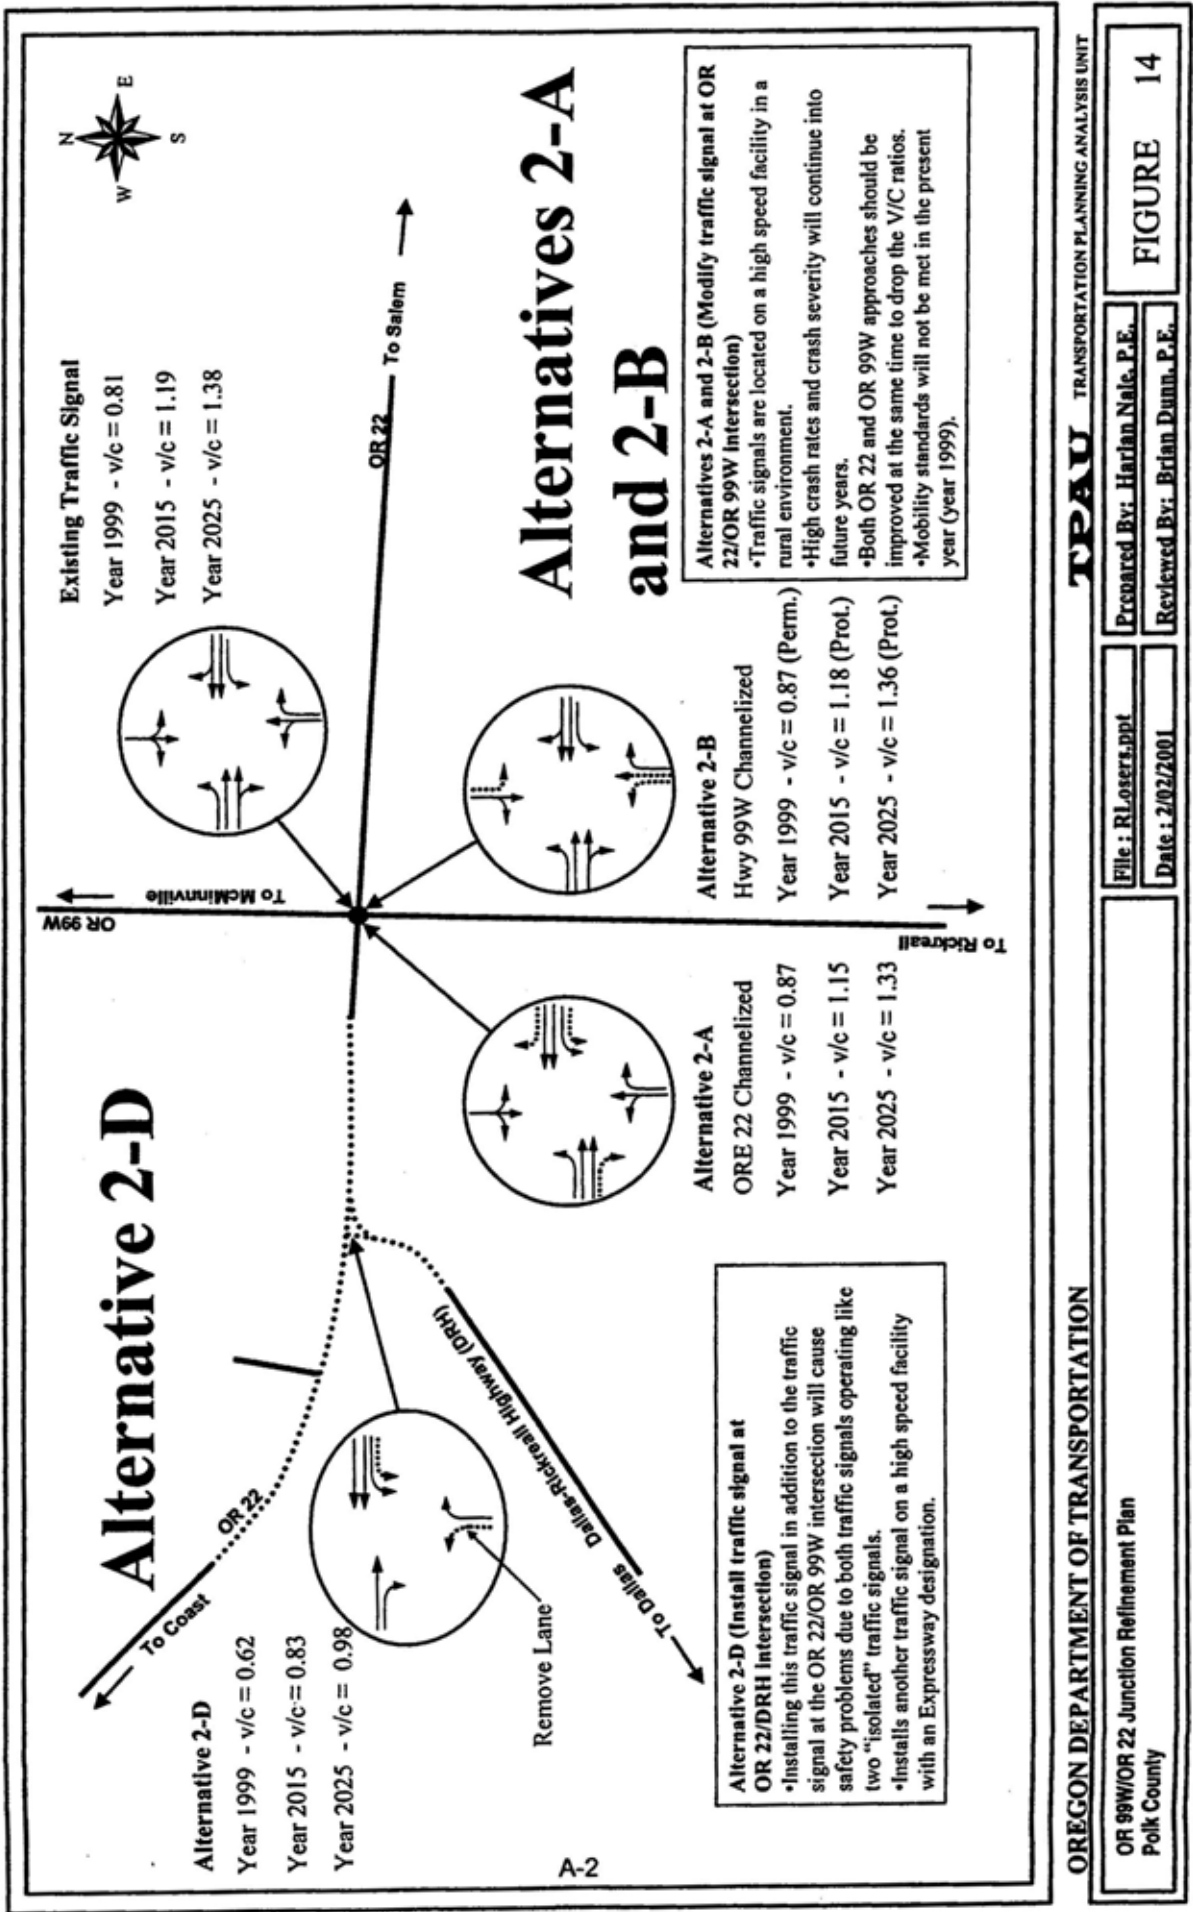 Alternative 2-D
N
W
E
S
Existing Traffic Signal
Year 1999 - v/c = 0.81
Year 2015 - v/c = 1.19
Year 2025 - v/c = 1.38
OR 99W
To McMinnville
To Coast
OR 22
OR 22
To Salem
Alternative 2-D
Year 1999 - v/c = 0.62
Year 2015 - v/c = 0.83
Year 2025 - v/c = 0.98
Remove Lane
Dallas-Rickreall Highway (DRH)
To Dallas
To Rickreall
Alternatives 2-A
and 2-B
Alternative 2-A
ORE 22 Channelized
Year 1999 - v/c = 0.87
Year 2015 - v/c = 1.15
Year 2025 - v/c = 1.33
Alternative 2-B
Hwy 99W Channelized
Year 1999 - v/c = 0.87 (Perm.)
Year 2015 - v/c = 1.18 (Prot.)
Year 2025 - v/c = 1.36 (Prot.)
Alternative 2-D (Install traffic signal at
OR 22/DRH intersection)
•Installing this traffic signal in addition to the traffic
signal at the OR 22/OR 99W intersection will cause
safety problems due to both traffic signals operating like
two "isolated" traffic signals.
•Installs another traffic signal on a high speed facility
with an Expressway designation.
Alternatives 2-A and 2-B (Modify traffic signal at OR
22/OR 99W intersection)
•Traffic signals are located on a high speed facility in a
rural environment.
•High crash rates and crash severity will continue into
future years.
•Both OR 22 and OR 99W approaches should be
improved at the same time to drop the V/C ratios.
•Mobility standards will not be met in the present
year (year 1999).
A-2
OREGON DEPARTMENT OF TRANSPORTATION
TPAU TRANSPORTATION PLANNING ANALYSIS UNIT
OR 99W/OR 22 Junction Refinement Plan
Polk County
File : RLosers.ppt
Date : 2/02/2001
Prepared By: Harlan Nale, P.E.
Reviewed By: Brian Dunn, P.E.
FIGURE 14